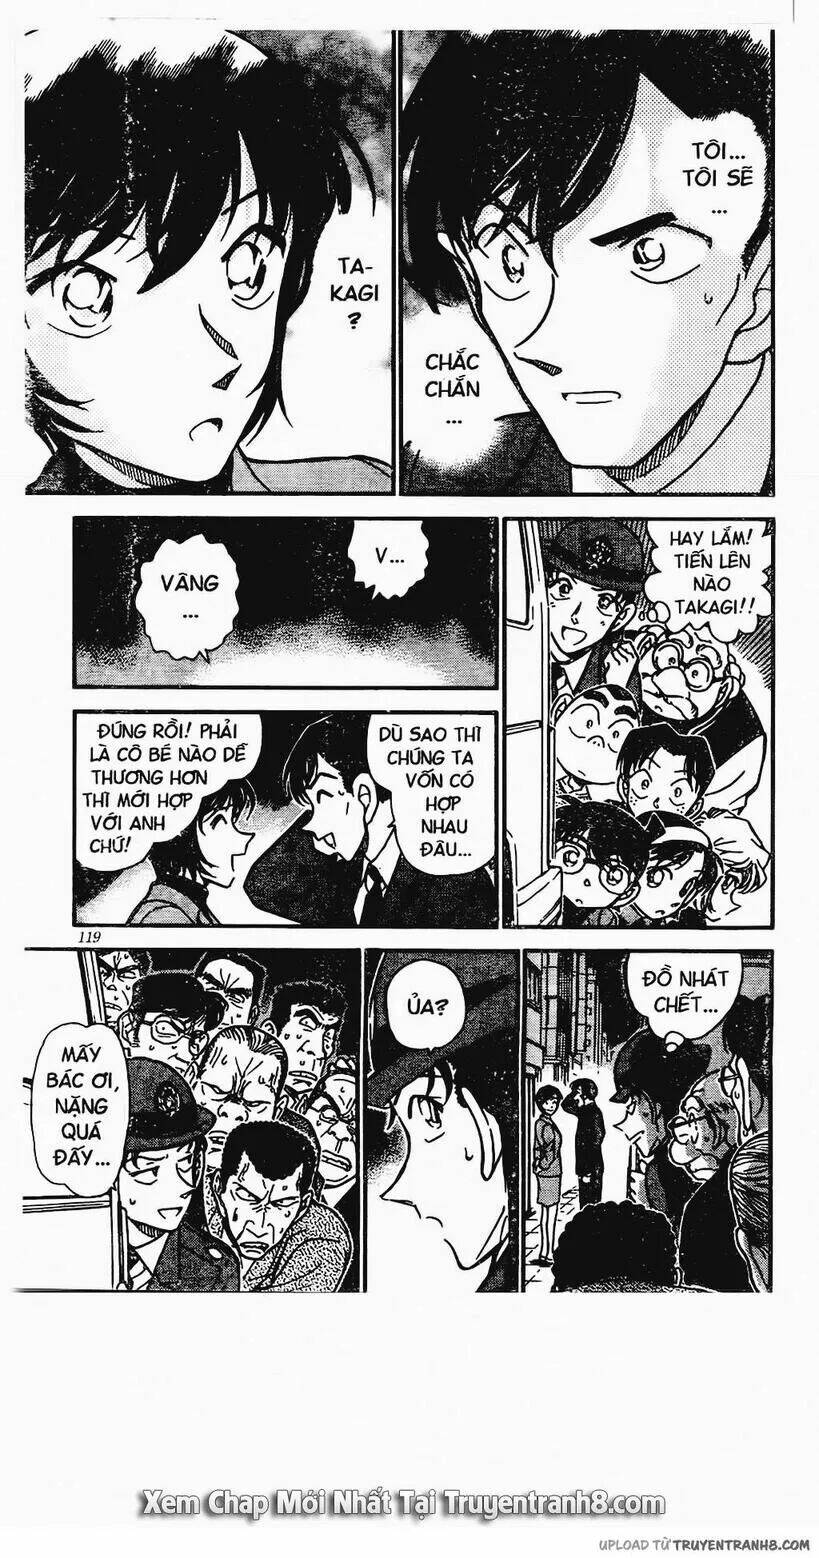 TÔI...
TÔI SẼ
...
CHẮC
CHẮN
...
TA-
KAGI
?
HAY LẮM!
TIẾN LÊN
NÀO
TAKAGI!!
V...
VÂNG
...
DÙ SAO THÌ
CHÚNG TA
VỐN CÓ
HỢP
NHAU
ĐÂU...
ĐÚNG RỒI! PHẢI
LÀ CÔ BÉ NÀO DỄ
THƯƠNG HƠN
THÌ MỚI HỢP
VỚI ANH
CHỨ!
119
ĐỒ NHÁT
CHẾT...
ỦA?
MẤY
BÁC ƠI,
NẶNG
QUÁ
ĐẤY...
Xem Chap Mới Nhất Tại Truyentranh8.com
UPLOAD TỪ TRUYENTRANH8.COM